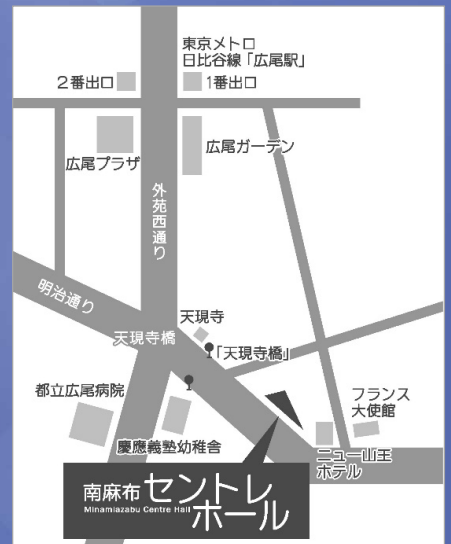 東京メトロ
日比谷線「広尾駅」
2番出口
1番出口
広尾プラザ
広尾ガーデン
外苑西通り
明治通り
天現寺
天現寺橋
「天現寺橋」
都立広尾病院
慶應義塾幼稚舎
フランス
大使館
ニュー山王
ホテル
南麻布 セントレ
Minamiazabu Centre Hall
ホール